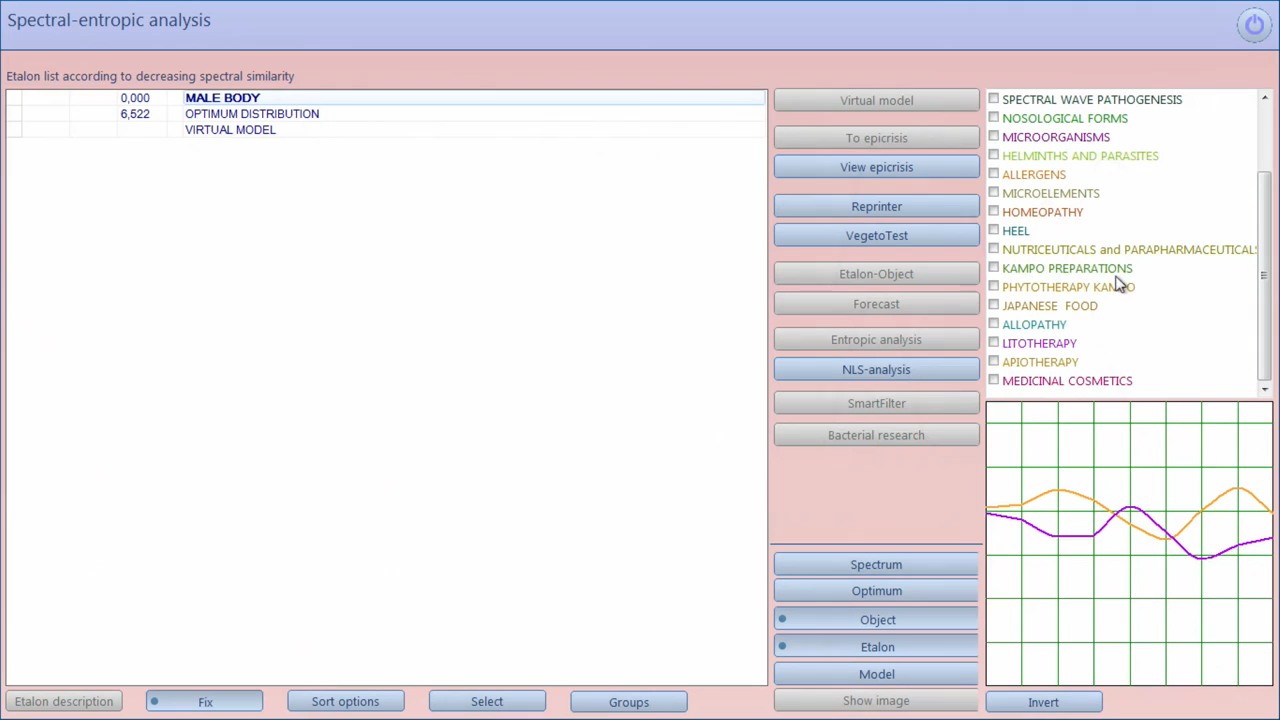 Spectral-entropic analysis
Etalon list according to decreasing spectral similarity
0,000 MALE BODY
6,522 OPTIMUM DISTRIBUTION
VIRTUAL MODEL
Virtual model
To epicrisis
View epicrisis
Reprinter
VegetoTest
Etalon-Object
Forecast
Entropic analysis
NLS-analysis
SmartFilter
Bacterial research
Spectrum
Optimum
Object
Etalon
Model
Show image
SPECTRAL WAVE PATHOGENESIS
NOSOLOGICAL FORMS
MICROORGANISMS
HELMINTHS AND PARASITES
ALLERGENS
MICROELEMENTS
HOMEOPATHY
HEEL
NUTRICEUTICALS and PARAPHARMACEUTICALS
KAMPO PREPARATIONS
PHYTOTHERAPY KAMPO
JAPANESE FOOD
ALLOPATHY
LITOTHERAPY
APIOTHERAPY
MEDICINAL COSMETICS
Etalon description
Fix
Sort options
Select
Groups
Invert